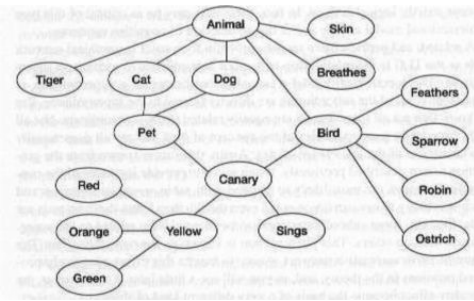 Animal
Skin
Tiger
Cat
Dog
Breathes
Feathers
Pet
Bird
Sparrow
Red
Canary
Robin
Orange
Yellow
Sings
Ostrich
Green